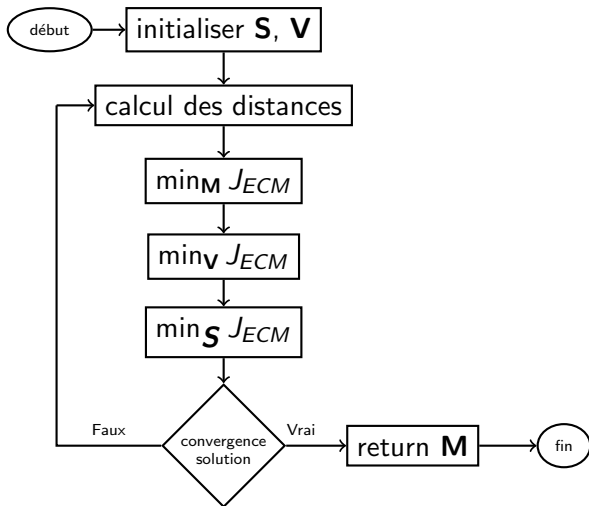 début
initialiser S, V
calcul des distances
min_M J_ECM
min_V J_ECM
min_S J_ECM
Faux
convergence
solution
Vrai
return M
fin